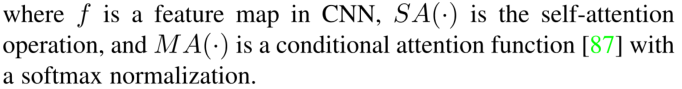 where f is a feature map in CNN, SA(·) is the self-attention
operation, and MA(·) is a conditional attention function [87] with
a softmax normalization.